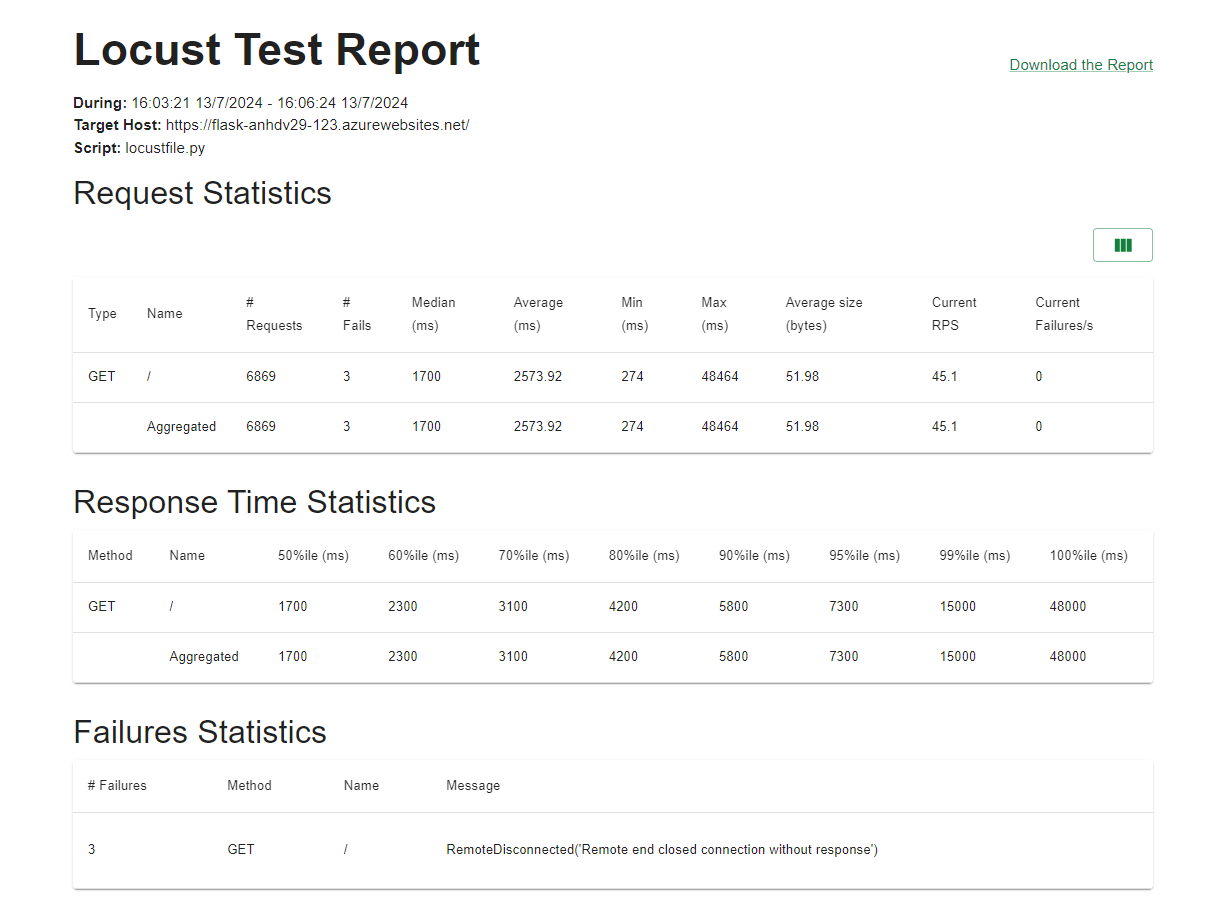 Locust Test Report
Download the Report
During: 16:03:21 13/7/2024 - 16:06:24 13/7/2024
Target Host: https://flask-anhdv29-123.azurewebsites.net/
Script: locustfile.py
Request Statistics
Type Name # Requests # Fails Median (ms) Average (ms) Min (ms) Max (ms) Average size (bytes) Current RPS Current Failures/s
GET / 6869 3 1700 2573.92 274 48464 51.98 45.1 0
Aggregated 6869 3 1700 2573.92 274 48464 51.98 45.1 0
Response Time Statistics
Method Name 50%ile (ms) 60%ile (ms) 70%ile (ms) 80%ile (ms) 90%ile (ms) 95%ile (ms) 99%ile (ms) 100%ile (ms)
GET / 1700 2300 3100 4200 5800 7300 15000 48000
Aggregated 1700 2300 3100 4200 5800 7300 15000 48000
Failures Statistics
# Failures Method Name Message
3 GET / RemoteDisconnected('Remote end closed connection without response')